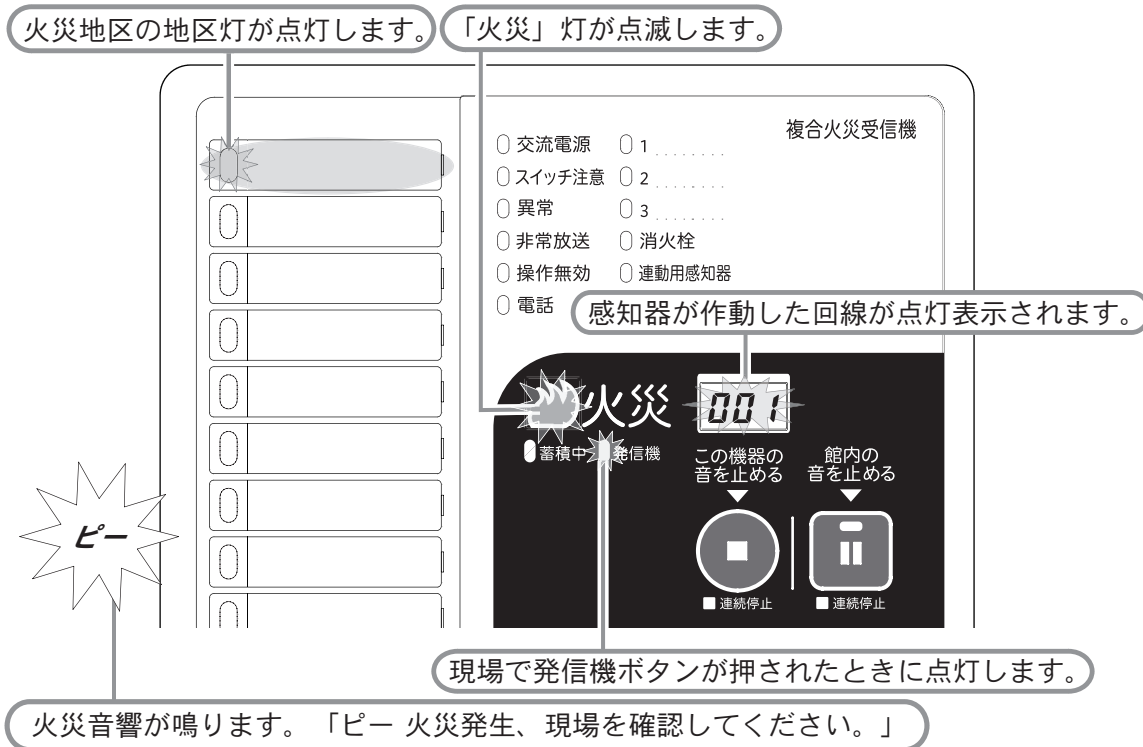 火災地区の地区灯が点灯します。
「火災」灯が点滅します。
複合火災受信機
交流電源 1
スイッチ注意 2
異常 3
非常放送 消火栓
操作無効 連動用感知器
電話
感知器が作動した回線が点灯表示されます。
火災 001
蓄積中 発信機
この機器の
音を止める
館内の
音を止める
連続停止 連続停止
ピー
現場で発信機ボタンが押されたときに点灯します。
火災音響が鳴ります。「ピー 火災発生、現場を確認してください。」